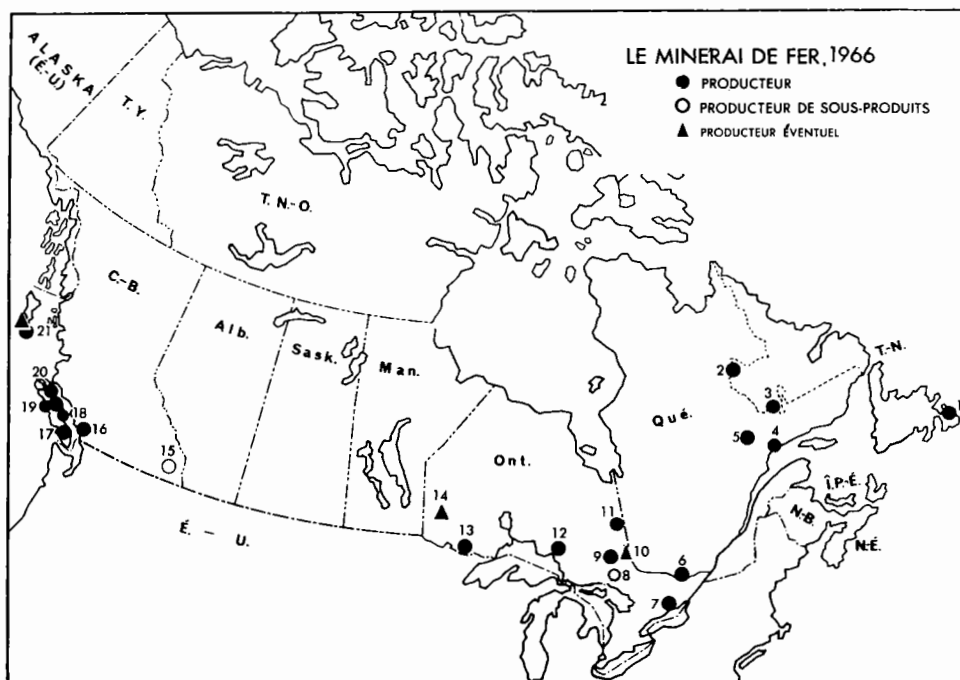 LE MINERAI DE FER, 1966
PRODUCTEUR
PRODUCTEUR DE SOUS-PRODUITS
PRODUCTEUR ÉVENTUEL
ALASKA
(É.-U.)
T.Y.
T.N.-O.
C.-B.
Alb.
Sask.
Man.
Ont.
Qué.
T.-N.
Î.P.-É.
N.-B.
N.-É.
É. - U.
21
20
19
18
17
16
15
14
13
12
11
10
9
8
7
6
5
4
3
2
1